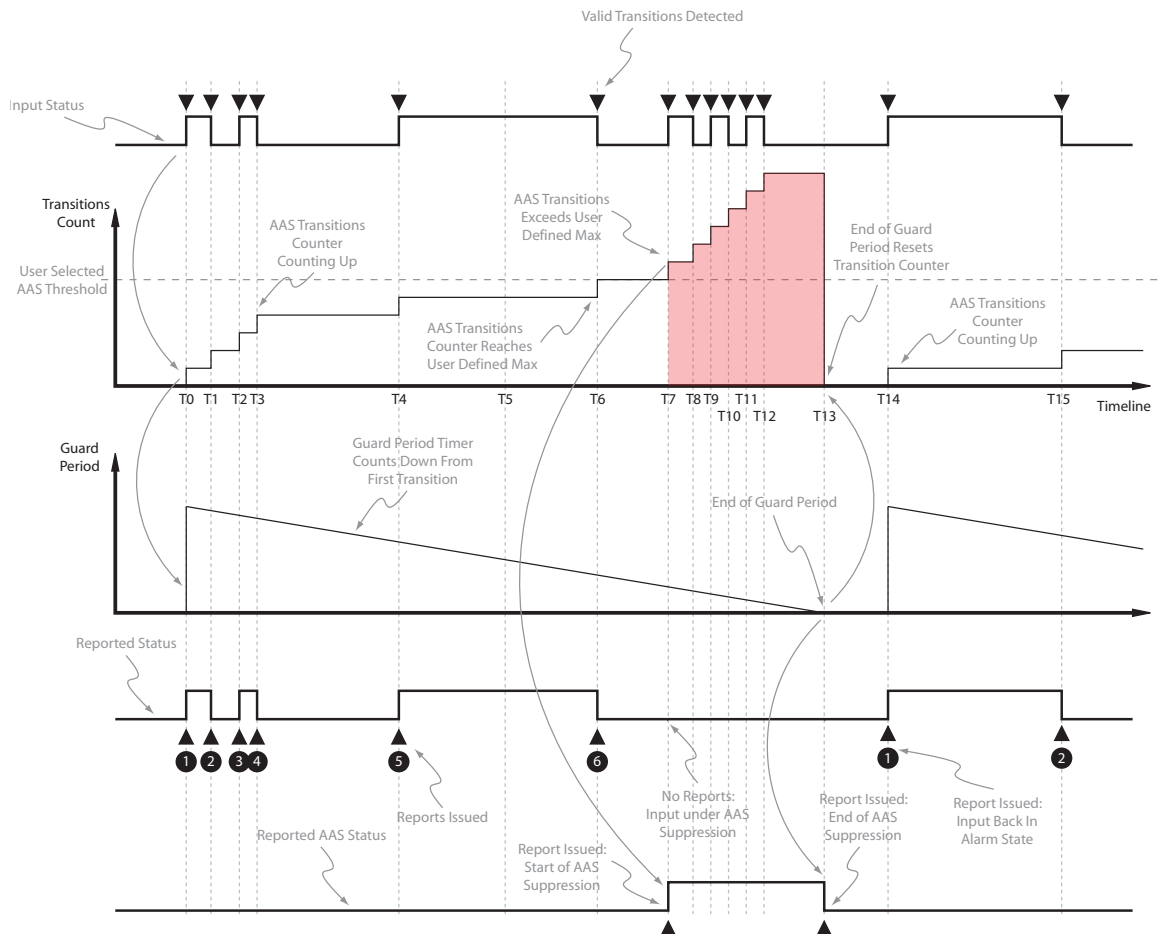 Valid Transitions Detected
Input Status
Transitions
Count
AAS Transitions
Counter
Counting Up
AAS Transitions
Exceeds User
Defined Max
End of Guard
Period Resets
Transition Counter
User Selected
AAS Threshold
AAS Transitions
Counter Reaches
User Defined Max
AAS Transitions
Counter
Counting Up
T0 T1 T2 T3 T4 T5 T6 T7 T8 T9 T10 T11 T12 T13 T14 T15
Timeline
Guard
Period
Guard Period Timer
Counts Down From
First Transition
End of Guard Period
Reported Status
1 2 3 4 5 6 1 2
Reports Issued
No Reports:
Input under AAS
Suppression
Report Issued:
End of AAS
Suppression
Report Issued:
Input Back In
Alarm State
Reported AAS Status
Report Issued:
Start of AAS
Suppression